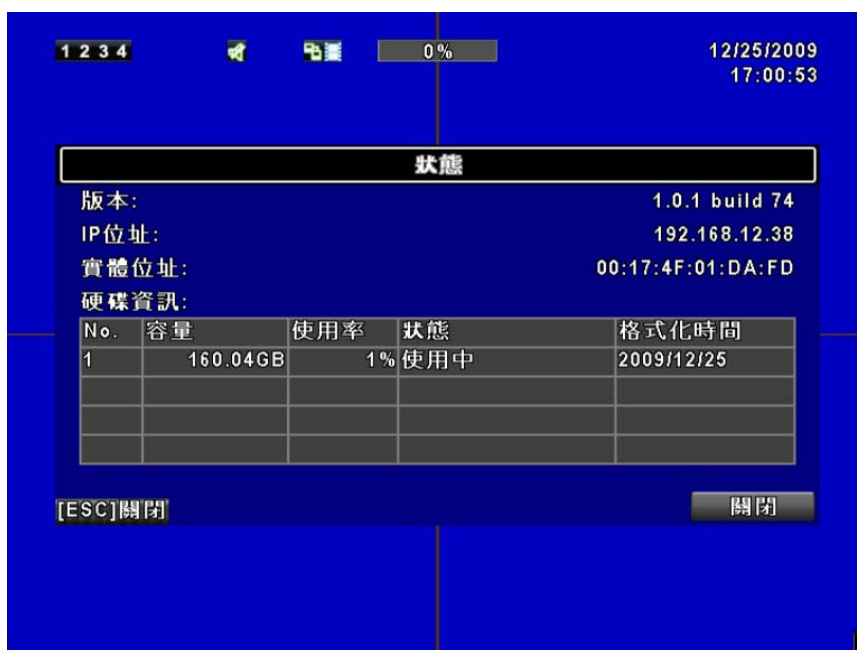 1 2 3 4 0% 12/25/2009
17:00:53
狀態
版本: 1.0.1 build 74
IP位址: 192.168.12.38
實體位址: 00:17:4F:01:DA:FD
硬碟資訊:
No. 容量 使用率 狀態 格式化時間
1 160.04GB 1% 使用中 2009/12/25
[ESC]關閉 關閉